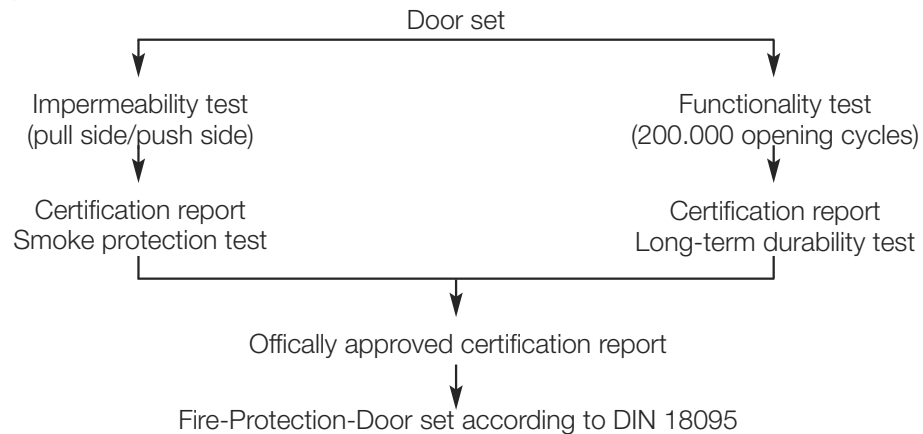 Door set
Impermeability test
(pull side/push side)
Functionality test
(200.000 opening cycles)
Certification report
Smoke protection test
Certification report
Long-term durability test
Offically approved certification report
Fire-Protection-Door set according to DIN 18095